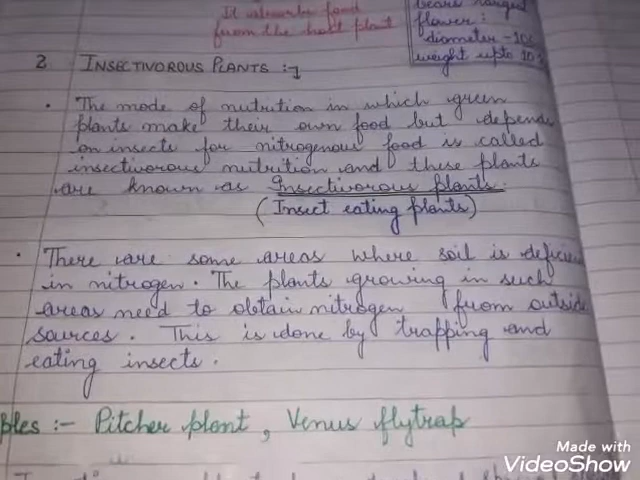 It absorbs food
from the host plant
bears largest
flower:
diameter - 10
weight upto 10
2 INSECTIVOROUS PLANTS :-
• The mode of nutrition in which green
plants make their own food but depend
on insects for nitrogenous food is called
insectivorous nutrition and these plants
are known as Insectivorous plants.
(Insect eating plants)
• There are some areas where soil is deficien
in nitrogen. The plants growing in such
areas need to obtain nitrogen from outside
sources. This is done by trapping and
eating insects.
ples :- Pitcher plant, Venus flytrap
Made with
VideoShow